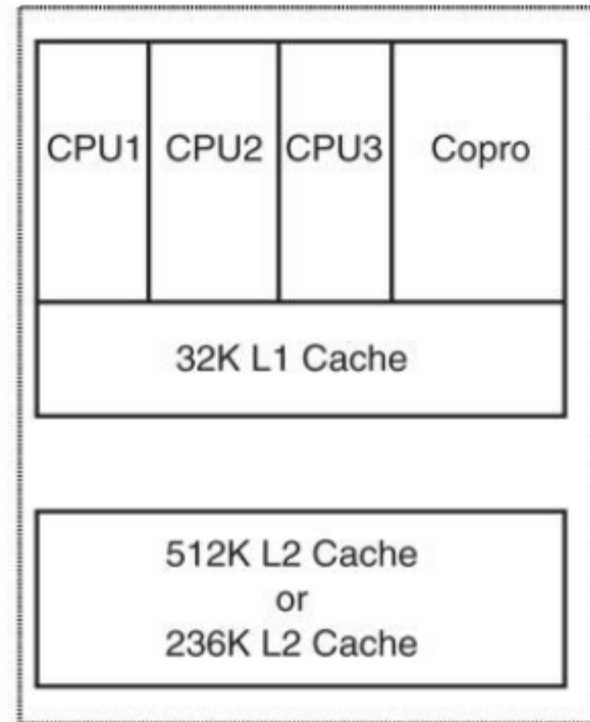 CPU1 CPU2 CPU3 Copro
32K L1 Cache
512K L2 Cache
or
236K L2 Cache